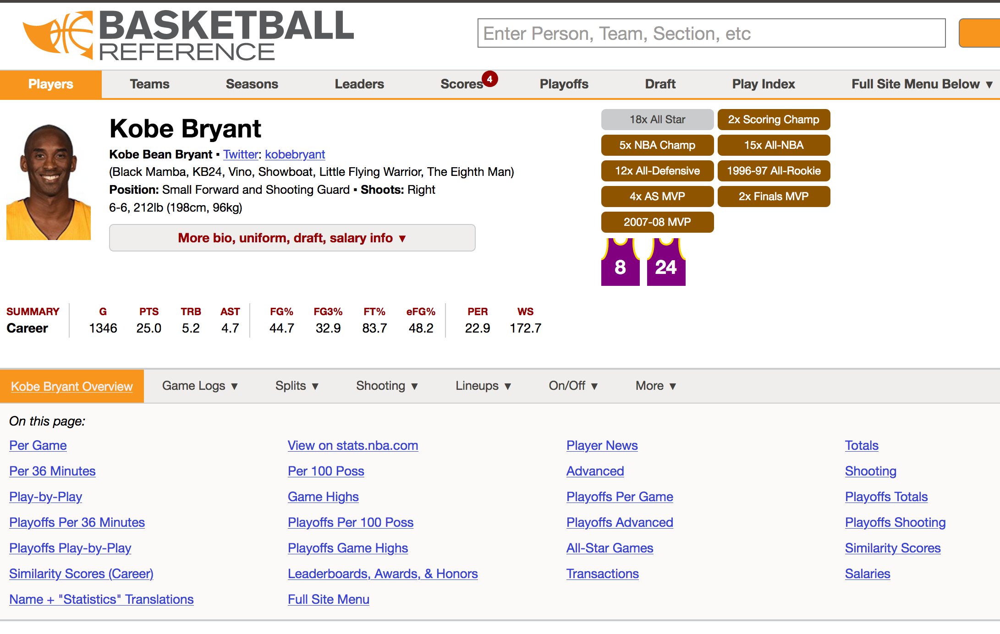 BASKETBALL
REFERENCE
Enter Person, Team, Section, etc
Players Teams Seasons Leaders Scores 4 Playoffs Draft Play Index Full Site Menu Below ▼
Kobe Bryant
Kobe Bean Bryant ▪ Twitter: kobebryant
(Black Mamba, KB24, Vino, Showboat, Little Flying Warrior, The Eighth Man)
Position: Small Forward and Shooting Guard ▪ Shoots: Right
6-6, 212lb (198cm, 96kg)
More bio, uniform, draft, salary info ▼
18x All Star 2x Scoring Champ
5x NBA Champ 15x All-NBA
12x All-Defensive 1996-97 All-Rookie
4x AS MVP 2x Finals MVP
2007-08 MVP
8 24
SUMMARY G PTS TRB AST FG% FG3% FT% eFG% PER WS
Career 1346 25.0 5.2 4.7 44.7 32.9 83.7 48.2 22.9 172.7
Kobe Bryant Overview Game Logs ▼ Splits ▼ Shooting ▼ Lineups ▼ On/Off ▼ More ▼
On this page:
Per Game View on stats.nba.com Player News Totals
Per 36 Minutes Per 100 Poss Advanced Shooting
Play-by-Play Game Highs Playoffs Per Game Playoffs Totals
Playoffs Per 36 Minutes Playoffs Per 100 Poss Playoffs Advanced Playoffs Shooting
Playoffs Play-by-Play Playoffs Game Highs All-Star Games Similarity Scores
Similarity Scores (Career) Leaderboards, Awards, & Honors Transactions Salaries
Name + "Statistics" Translations Full Site Menu